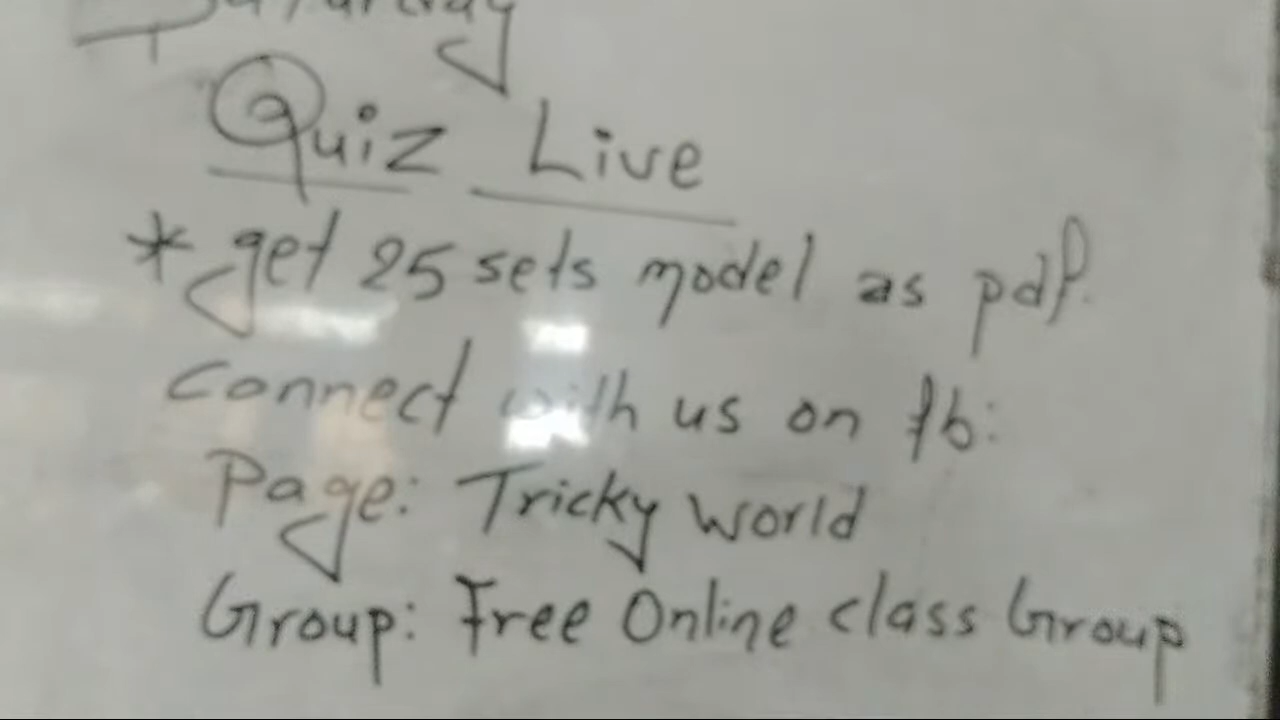 Saturday
Quiz Live
* get 25 sets model as pdf.
Connect with us on fb:
Page: Tricky World
Group: Free Online class Group